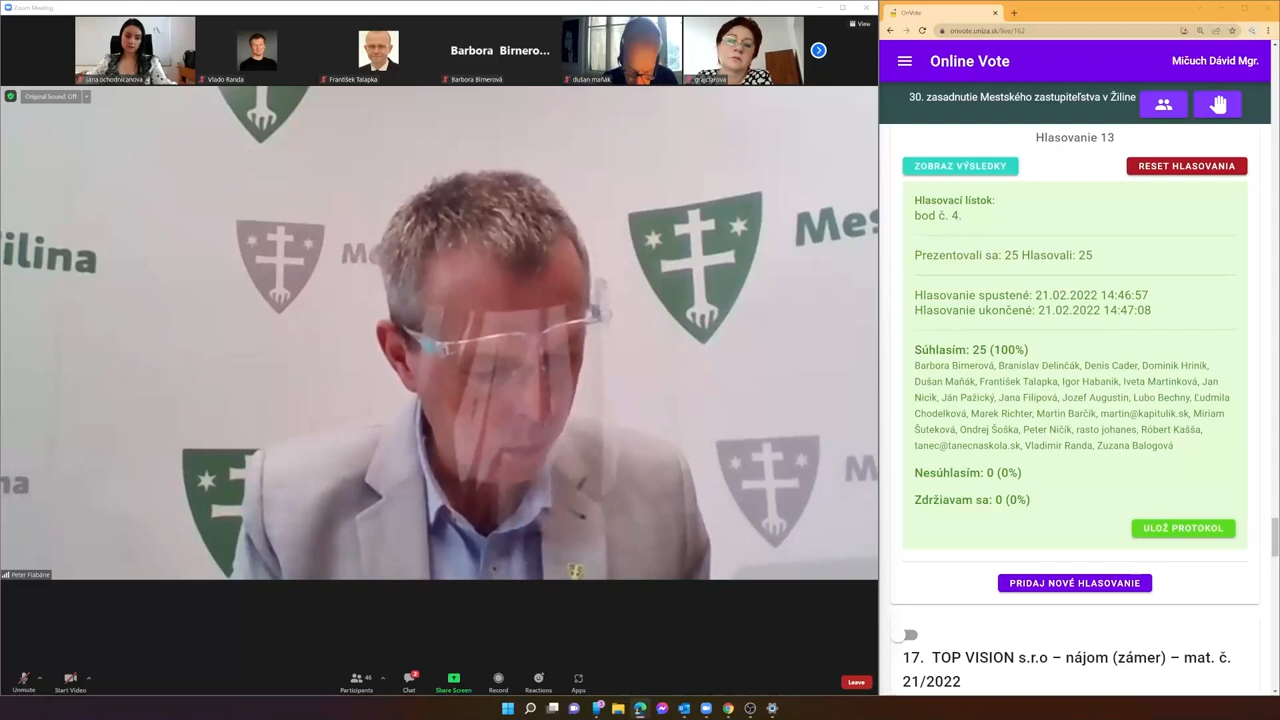 Zoom Meeting
View
Barbora Birnero...
jana.ochodnicanova
Vlado Randa
František Talapka
Barbora Birnerová
dušan maňák
Original Sound: Off
ilina
Mes
Peter Fiabáne
Unmute
Start Video
46
Participants
2
Chat
Share Screen
Record
Reactions
Apps
Leave
OnVote
onvote.uniza.sk/live/162
Online Vote
Mičuch Dávid Mgr.
30. zasadnutie Mestského zastupiteľstva v Žiline
Hlasovanie 13
ZOBRAZ VÝSLEDKY
RESET HLASOVANIA
Hlasovací lístok:
bod č. 4.
Prezentovali sa: 25 Hlasovali: 25
Hlasovanie spustené: 21.02.2022 14:46:57
Hlasovanie ukončené: 21.02.2022 14:47:08
Súhlasím: 25 (100%)
Barbora Birnerová, Branislav Delinčák, Denis Cader, Dominik Hriník,
Dušan Maňák, František Talapka, Igor Habanik, Iveta Martinková, Jan
Nicik, Ján Pažický, Jana Filipová, Jozef Augustín, Lubo Bechny, Ľudmila
Chodelková, Marek Richter, Martin Barčík, martin@kapitulik.sk, Miriam
Šuteková, Ondrej Šoška, Peter Ničík, rasto johanes, Róbert Kašša,
tanec@tanecnaskola.sk, Vladimir Randa, Zuzana Balogová
Nesúhlasím: 0 (0%)
Zdržiavam sa: 0 (0%)
ULOŽ PROTOKOL
PRIDAJ NOVÉ HLASOVANIE
17. TOP VISION s.r.o – nájom (zámer) – mat. č.
21/2022